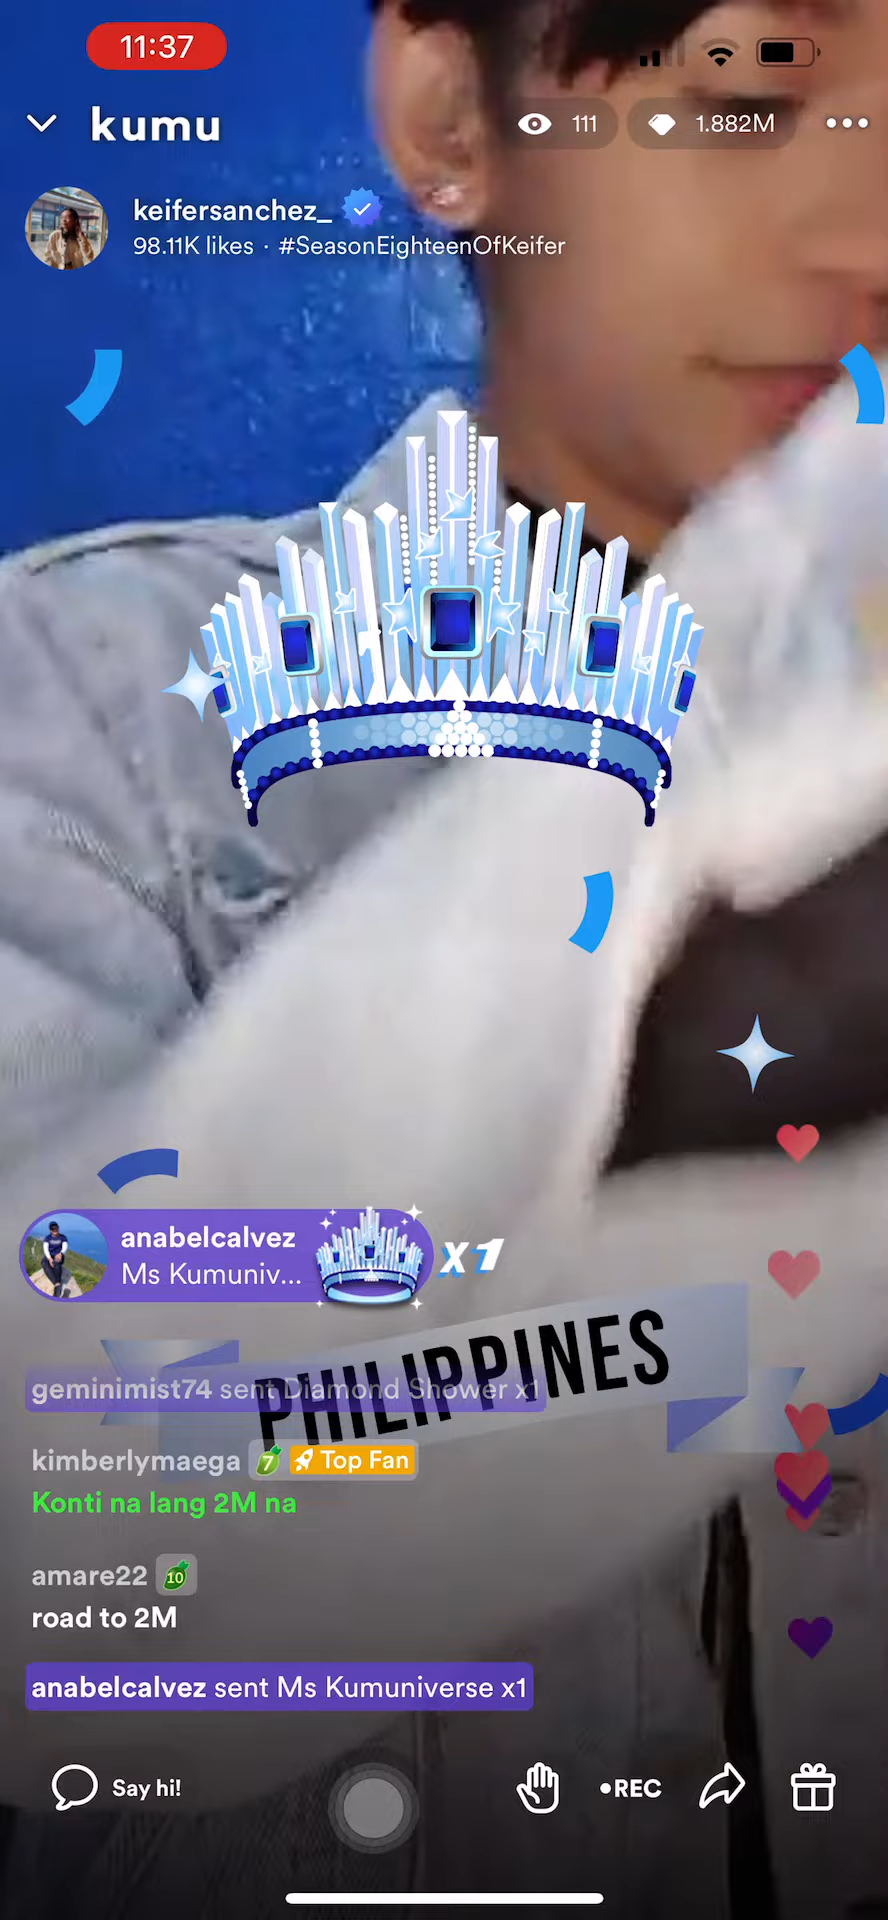 11:37
kumu
111
1.882M
keifersanchez_
98.11K likes · #SeasonEighteenOfKeifer
anabelcalvez
Ms Kumuniv...
x1
PHILIPPINES
geminimist74 sent Diamond Shower x1
kimberlymaega 7 Top Fan
Konti na lang 2M na
amare22 10
road to 2M
anabelcalvez sent Ms Kumuniverse x1
Say hi!
•REC